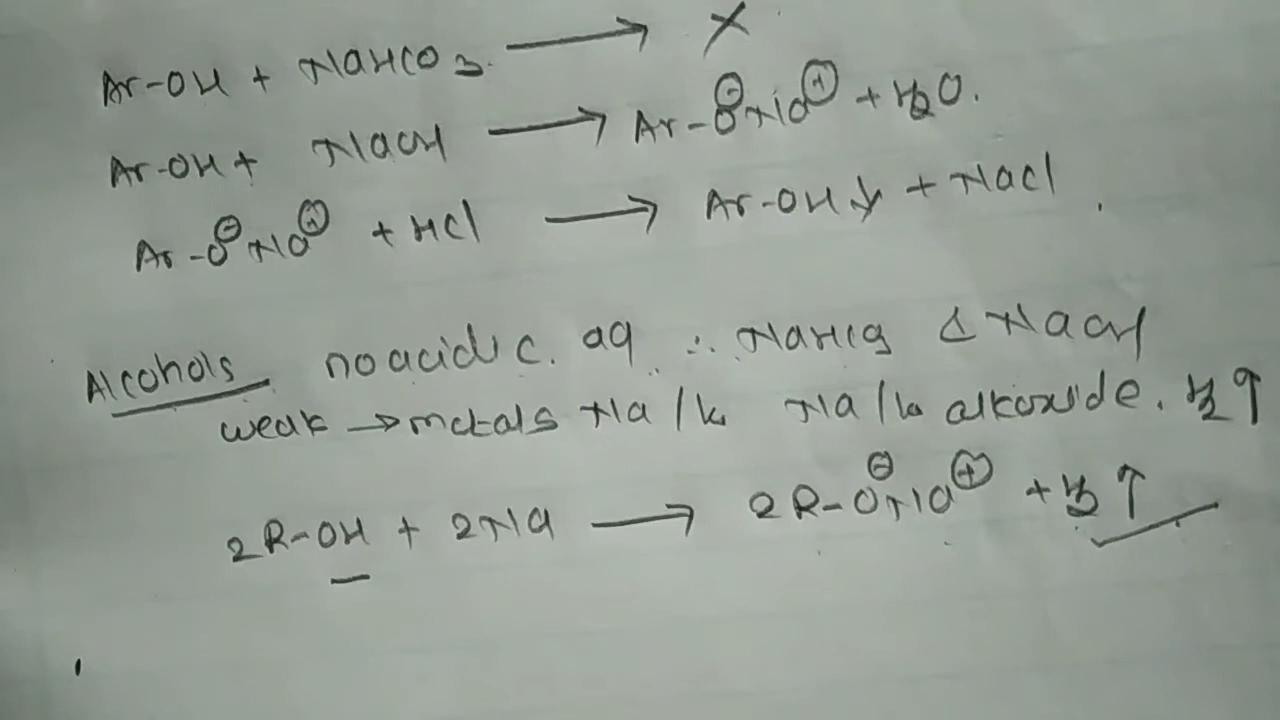 Ar-OH + NaHCO3. ⟶ X
Ar-OH + NaOH ⟶ Ar-O⊖Na⊕ + H2O.
Ar-O⊖Na⊕ + HCl ⟶ Ar-OH↓ + NaCl.
Alcohols no acidic. aq ∴ NaHCO3 & NaOH
weak → metals Na/K Na/K alkoxide. H2↑
2R-OH + 2Na ⟶ 2R-O⊖Na⊕ + H2↑